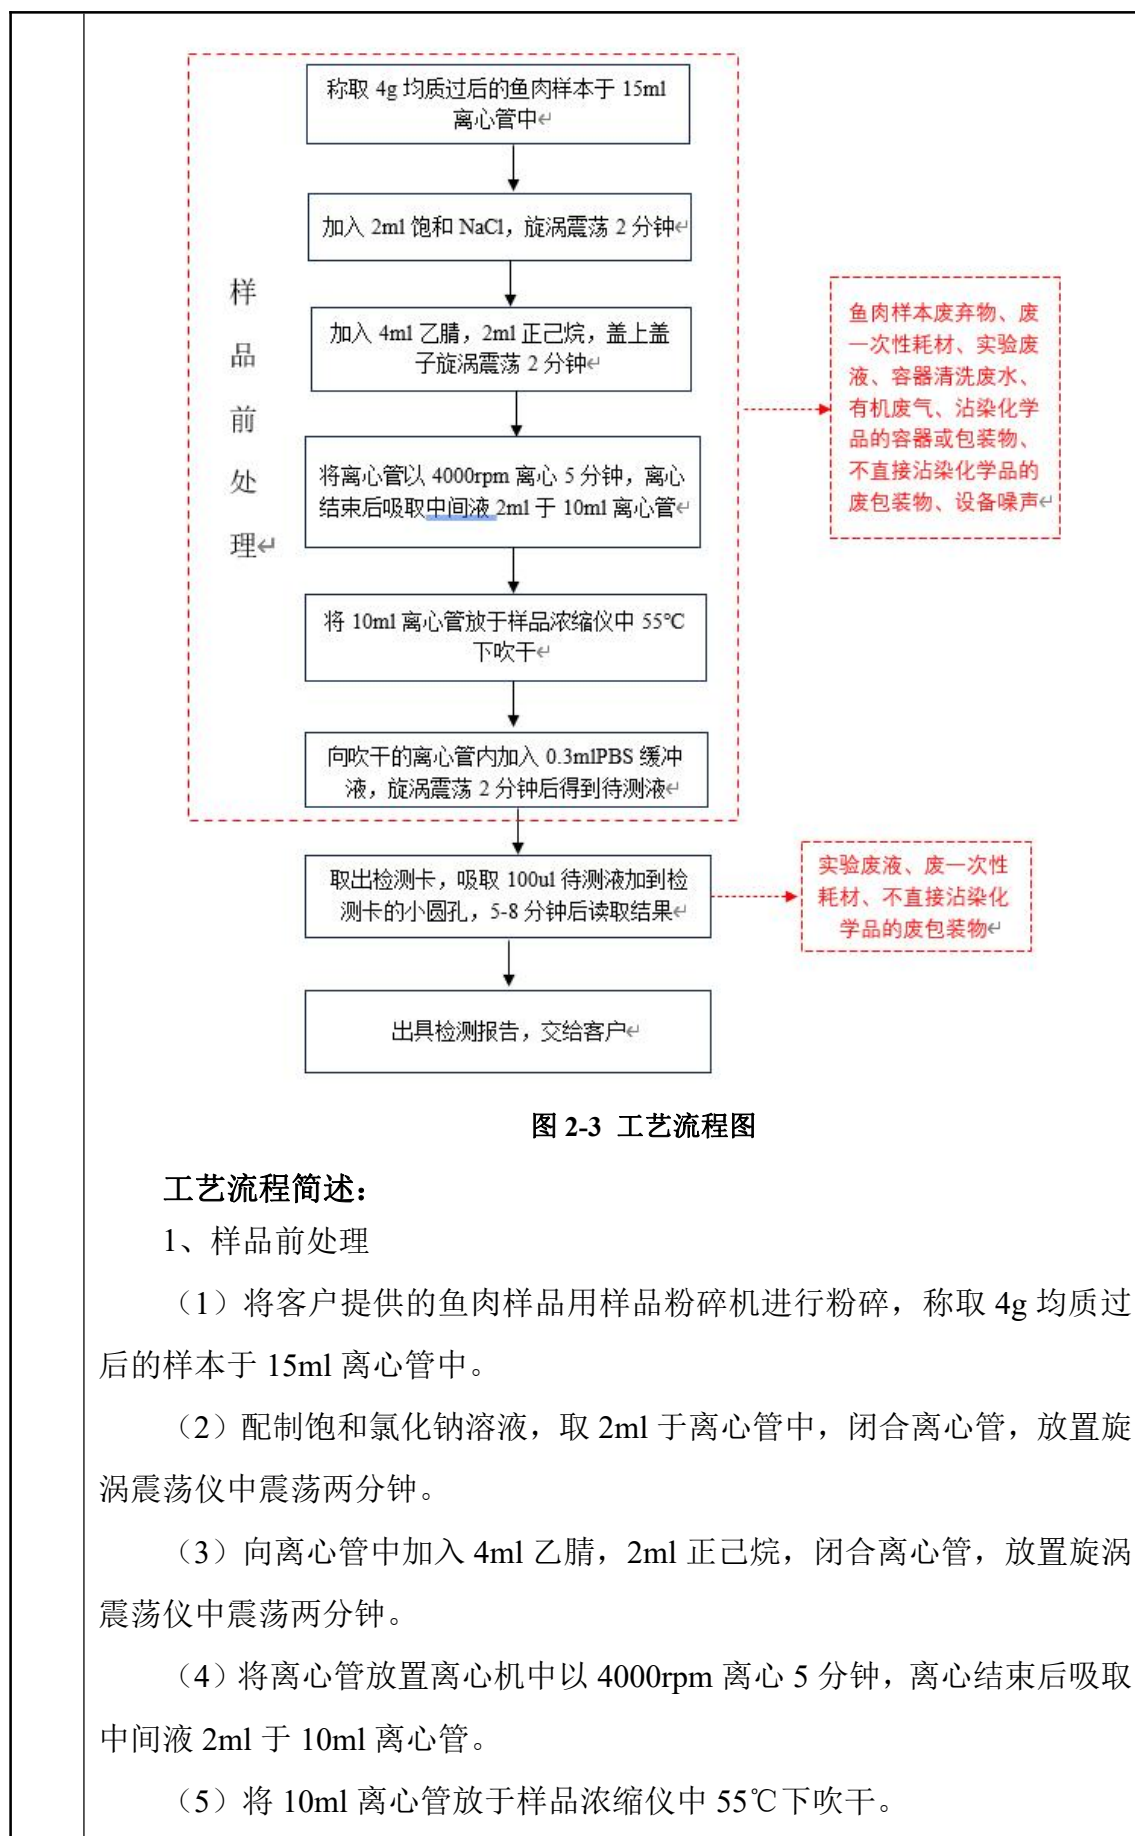 称取 4g 均质过后的鱼肉样本于 15ml
离心管中↵
加入 2ml 饱和 NaCl，旋涡震荡 2 分钟↵
加入 4ml 乙腈，2ml 正己烷，盖上盖
子旋涡震荡 2 分钟↵
将离心管以 4000rpm 离心 5 分钟，离心
结束后吸取中间液 2ml 于 10ml 离心管↵
将 10ml 离心管放于样品浓缩仪中 55℃
下吹干↵
向吹干的离心管内加入 0.3mlPBS 缓冲
液，旋涡震荡 2 分钟后得到待测液↵
样
品
前
处
理↵
鱼肉样本废弃物、废
一次性耗材、实验废
液、容器清洗废水、
有机废气、沾染化学
品的容器或包装物、
不直接沾染化学品的
废包装物、设备噪声↵
取出检测卡，吸取 100ul 待测液加到检
测卡的小圆孔，5-8 分钟后读取结果↵
实验废液、废一次性
耗材、不直接沾染化
学品的废包装物↵
出具检测报告，交给客户↵
图 2-3 工艺流程图
工艺流程简述：
1、样品前处理
（1）将客户提供的鱼肉样品用样品粉碎机进行粉碎，称取 4g 均质过
后的样本于 15ml 离心管中。
（2）配制饱和氯化钠溶液，取 2ml 于离心管中，闭合离心管，放置旋
涡震荡仪中震荡两分钟。
（3）向离心管中加入 4ml 乙腈，2ml 正己烷，闭合离心管，放置旋涡
震荡仪中震荡两分钟。
（4）将离心管放置离心机中以 4000rpm 离心 5 分钟，离心结束后吸取
中间液 2ml 于 10ml 离心管。
（5）将 10ml 离心管放于样品浓缩仪中 55℃下吹干。